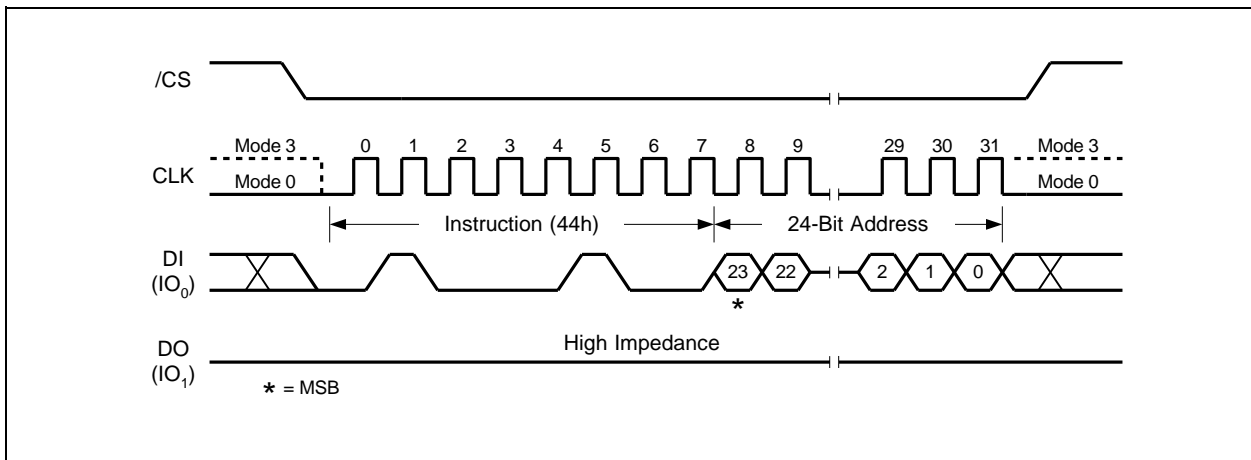 /CS
Mode 3 0 1 2 3 4 5 6 7 8 9 29 30 31 Mode 3
CLK Mode 0 Mode 0
Instruction (44h) 24-Bit Address
DI
(IO0) 23 22 2 1 0
*
DO High Impedance
(IO1)
* = MSB